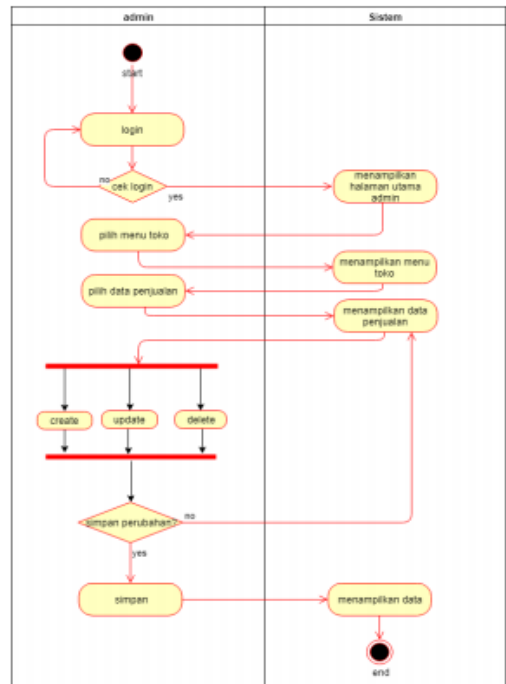 admin
Sistem
start
login
no
cek login
yes
menampilkan
halaman utama
admin
pilih menu toko
menampilkan menu
toko
pilih data penjualan
menampilkan data
penjualan
create
update
delete
simpan perubahan?
no
yes
simpan
menampilkan data
end